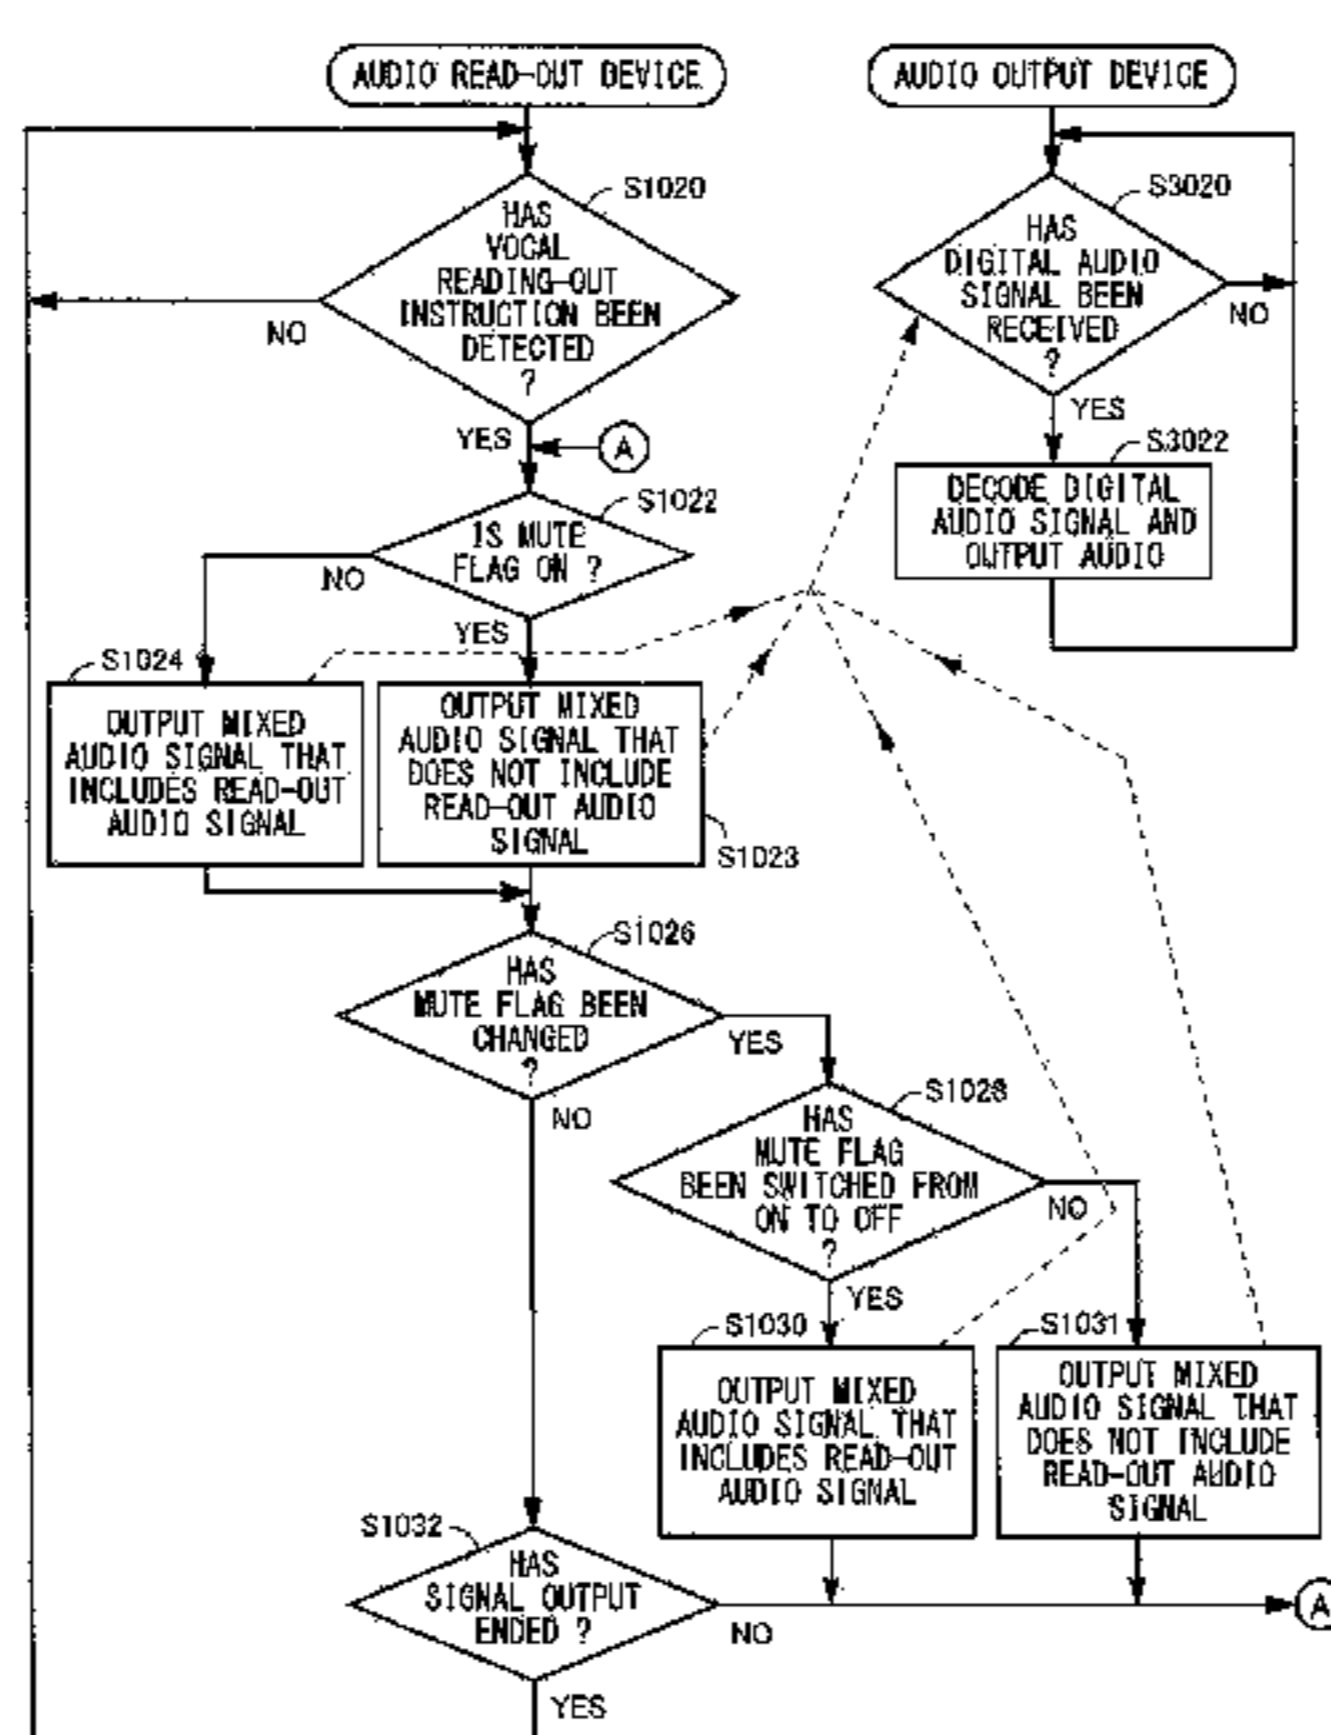 AUDIO READ-OUT DEVICE
AUDIO OUTPUT DEVICE
S1020
HAS
VOCAL
READING-OUT
INSTRUCTION BEEN
DETECTED
?
NO
YES
A
S3020
HAS
DIGITAL AUDIO
SIGNAL BEEN
RECEIVED
?
NO
YES
S3022
DECODE DIGITAL
AUDIO SIGNAL AND
OUTPUT AUDIO
S1022
IS MUTE
FLAG ON ?
NO
YES
S1024
OUTPUT MIXED
AUDIO SIGNAL THAT
INCLUDES READ-OUT
AUDIO SIGNAL
OUTPUT MIXED
AUDIO SIGNAL THAT
DOES NOT INCLUDE
READ-OUT AUDIO
SIGNAL
S1023
S1026
HAS
MUTE FLAG BEEN
CHANGED
?
YES
NO
S1028
HAS
MUTE FLAG
BEEN SWITCHED FROM
ON TO OFF
?
NO
YES
S1030
OUTPUT MIXED
AUDIO SIGNAL THAT
INCLUDES READ-OUT
AUDIO SIGNAL
S1031
OUTPUT MIXED
AUDIO SIGNAL THAT
DOES NOT INCLUDE
READ-OUT AUDIO
SIGNAL
S1032
HAS
SIGNAL OUTPUT
ENDED ?
NO
A
YES